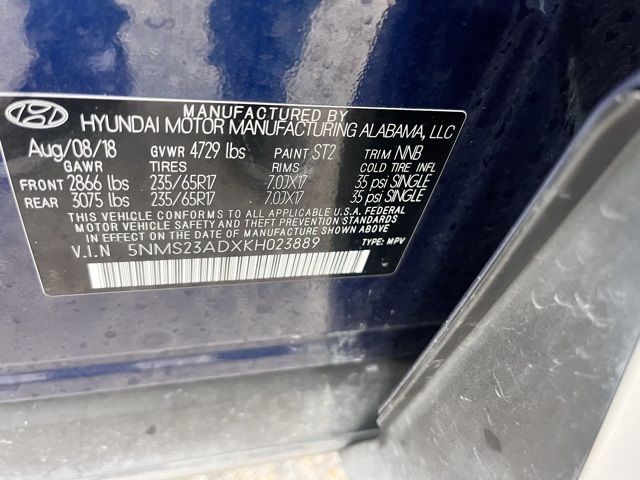 MANUFACTURED BY
HYUNDAI MOTOR MANUFACTURING ALABAMA, LLC
Aug/08/18 GVWR 4729 lbs PAINT ST2 TRIM NNB
GAWR TIRES RIMS COLD TIRE INFL
FRONT 2866 lbs 235/65R17 7.0JX17 35 psi SINGLE
REAR 3075 lbs 235/65R17 7.0JX17 35 psi SINGLE
THIS VEHICLE CONFORMS TO ALL APPLICABLE U.S.A. FEDERAL
MOTOR VEHICLE SAFETY AND THEFT PREVENTION STANDARDS
IN EFFECT ON THE DATE OF MANUFACTURE SHOWN ABOVE.
V.I.N 5NMS23ADXKH023889 TYPE: MPV